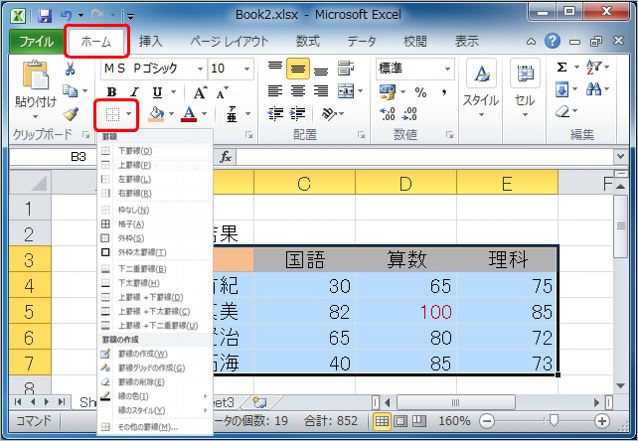 Book2.xlsx - Microsoft Excel
ファイル ホーム 挿入 ページ レイアウト 数式 データ 校閲 表示
ＭＳ Ｐゴシック 10 標準
B I U A A % ,
貼り付け スタイル セル
クリップボード 配置 数値 編集
B3 fx
罫線
下罫線(O)
上罫線(P)
左罫線(L)
右罫線(R)
枠なし(N)
格子(A)
外枠(S)
外枠太罫線(T)
下二重罫線(B)
下太罫線(H)
上罫線 + 下罫線(D)
上罫線 + 下太罫線(C)
上罫線 + 下二重罫線(U)
罫線の作成
罫線の作成(W)
罫線グリッドの作成(G)
罫線の削除(E)
線の色(I)
線のスタイル(Y)
その他の罫線(M)...
C D E F
1
2 結果
3 国語 算数 理科
4 紀 30 65 75
5 美 82 100 85
6 治 65 80 72
7 海 40 85 73
8
Sheet3
コマンド データの個数: 19 合計: 852 160%